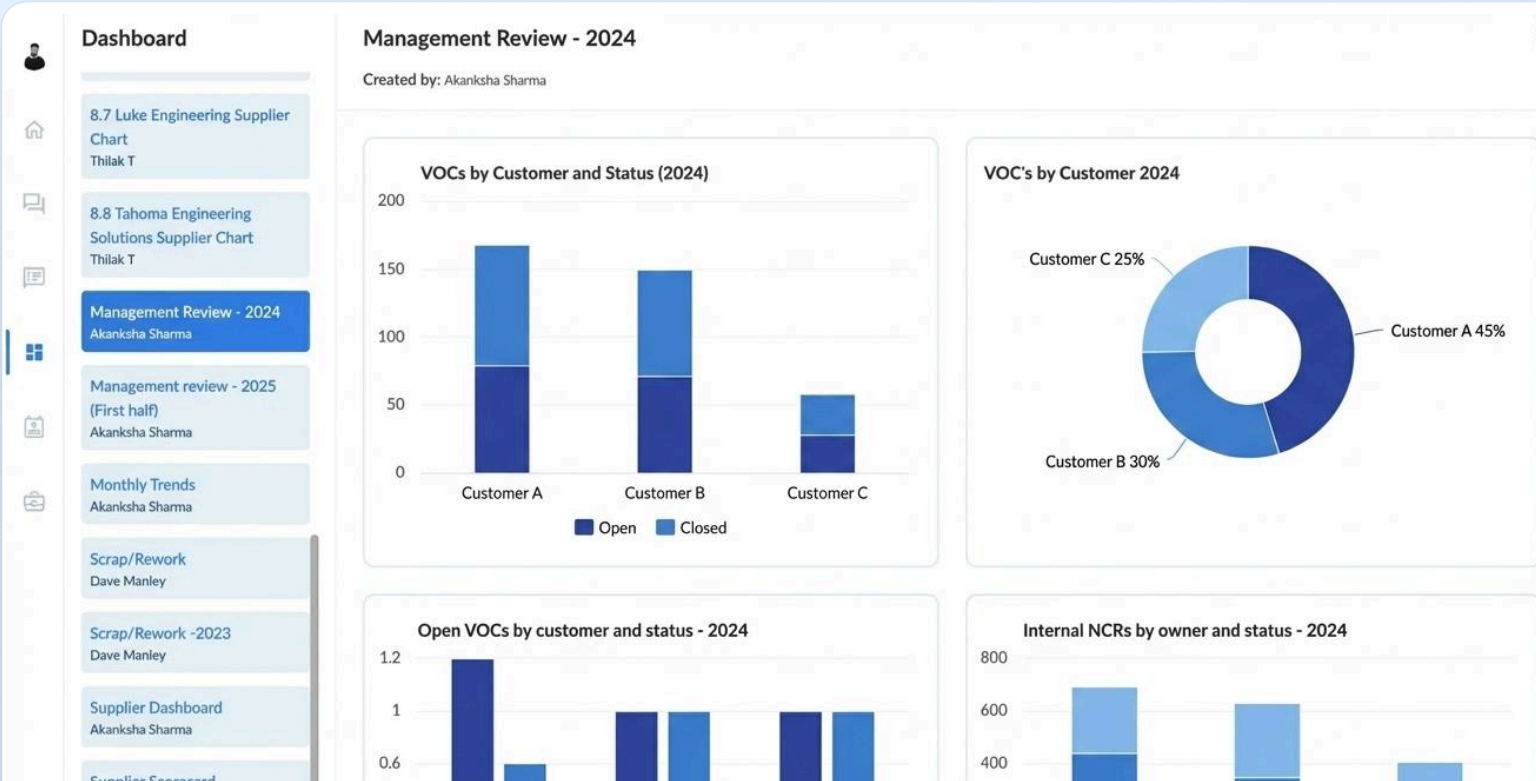 Dashboard
8.7 Luke Engineering Supplier
Chart
Thilak T
8.8 Tahoma Engineering
Solutions Supplier Chart
Thilak T
Management Review - 2024
Akanksha Sharma
Management review - 2025
(First half)
Akanksha Sharma
Monthly Trends
Akanksha Sharma
Scrap/Rework
Dave Manley
Scrap/Rework -2023
Dave Manley
Supplier Dashboard
Akanksha Sharma
Supplier Scorecard
Management Review - 2024
Created by: Akanksha Sharma
VOCs by Customer and Status (2024)
200
150
100
50
0
Customer A Customer B Customer C
Open Closed
VOC's by Customer 2024
Customer C 25%
Customer A 45%
Customer B 30%
Open VOCs by customer and status - 2024
1.2
1
0.6
Internal NCRs by owner and status - 2024
800
600
400